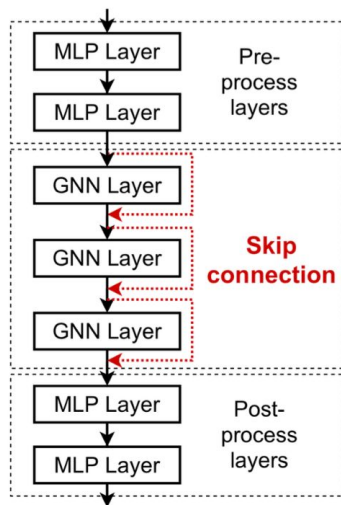 MLP Layer
MLP Layer
Pre-
process
layers
GNN Layer
GNN Layer
GNN Layer
Skip
connection
MLP Layer
MLP Layer
Post-
process
layers